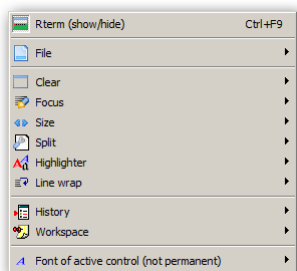 Rterm (show/hide) Ctrl+F9
File
Clear
Focus
Size
Split
Highlighter
Line wrap
History
Workspace
Font of active control (not permanent)